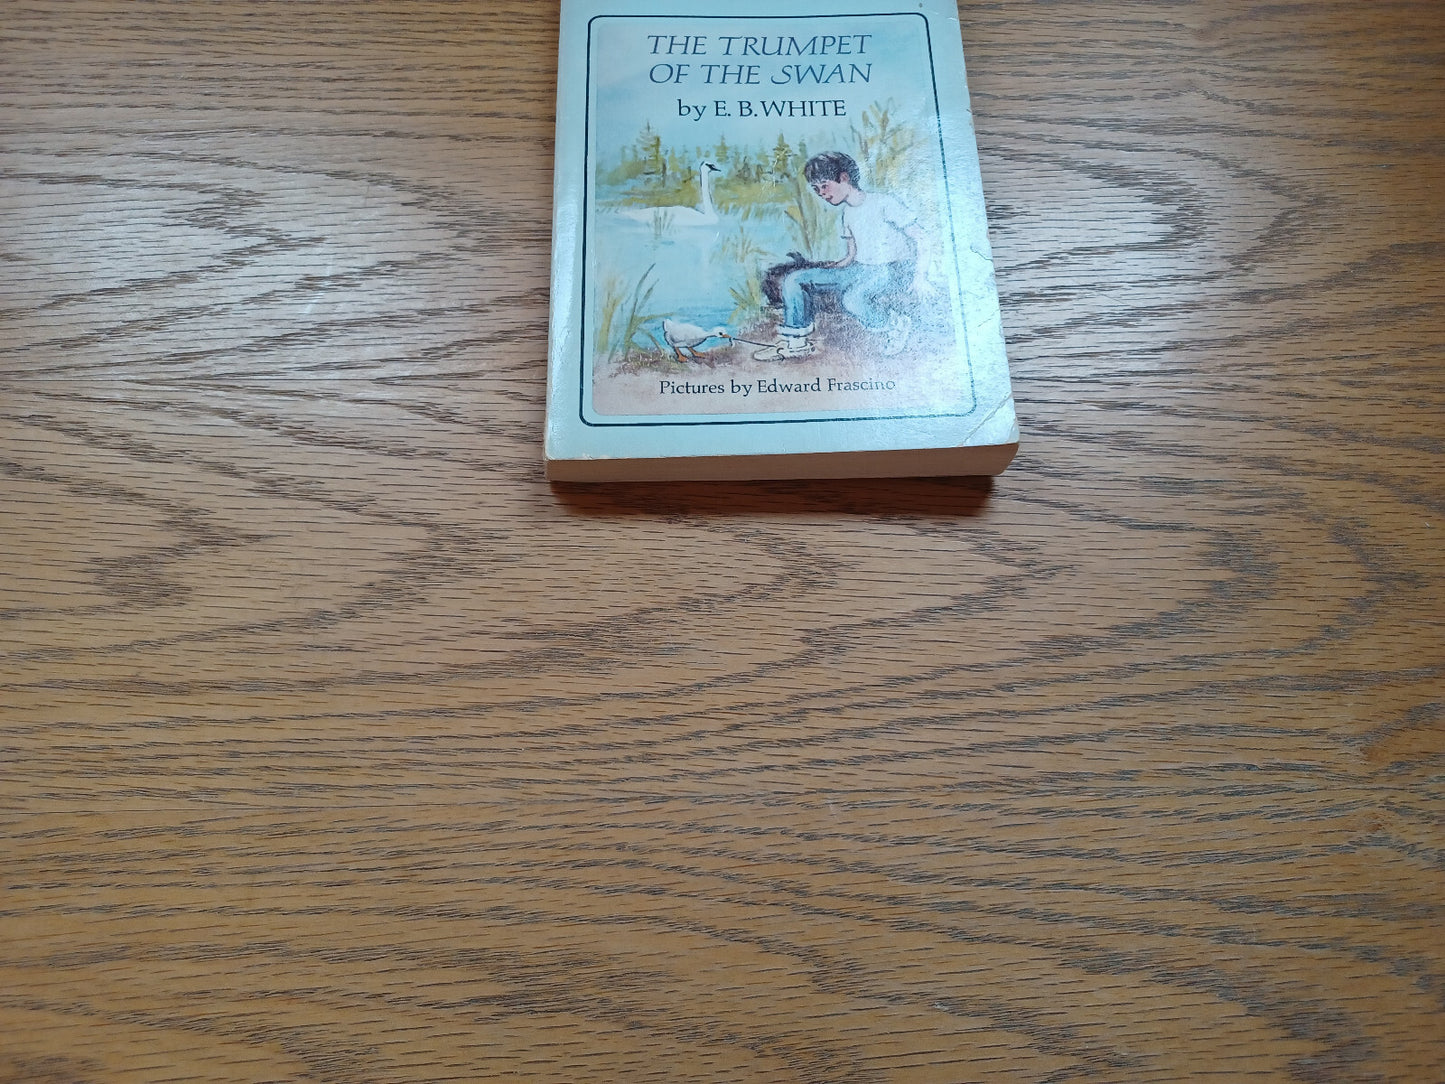 THE TRUMPET
OF THE SWAN
by E. B. WHITE
Pictures by Edward Frascino